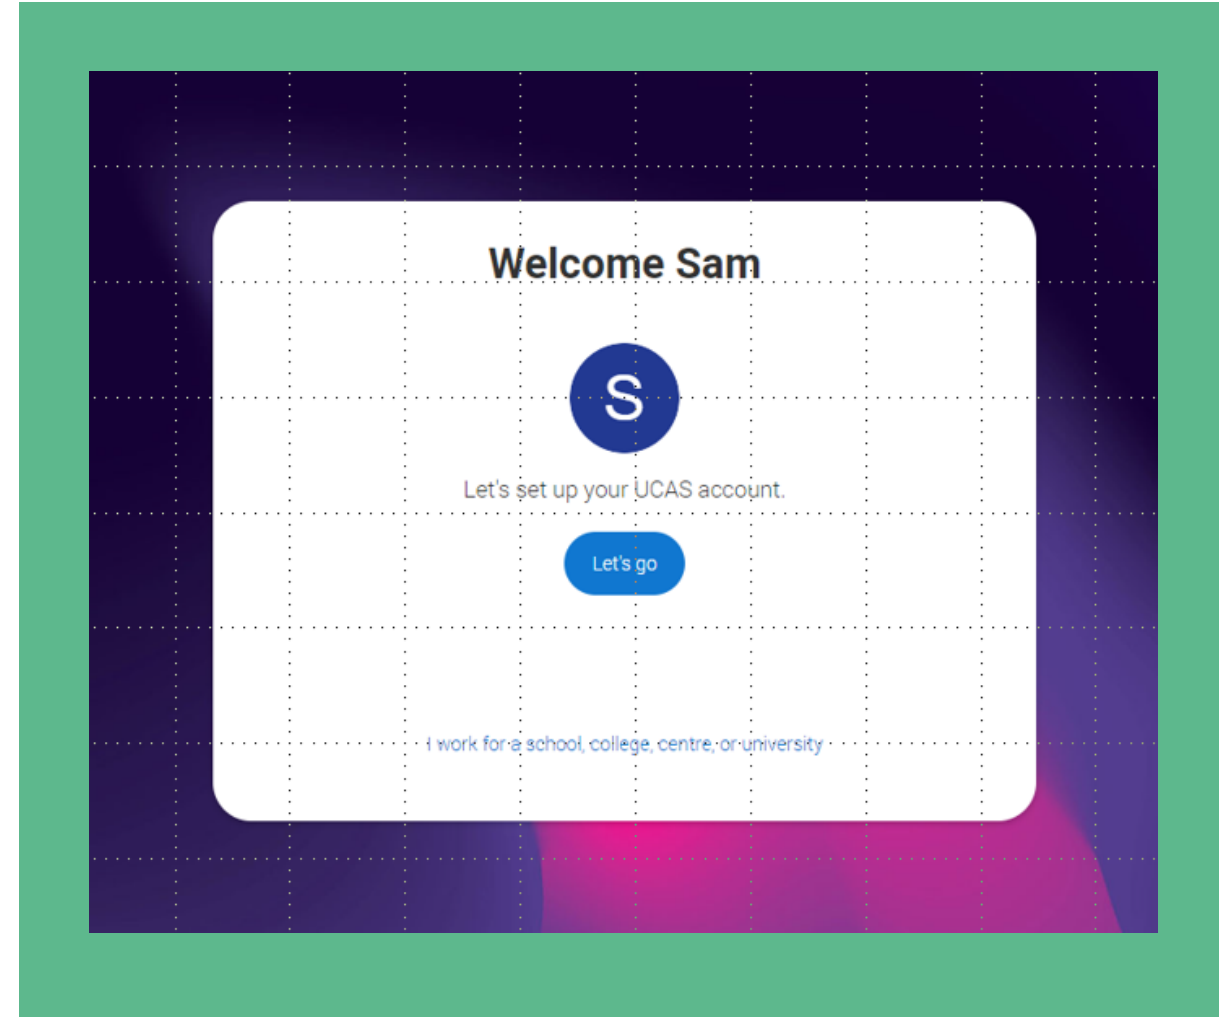 Welcome Sam
S
Let's set up your UCAS account.
Let's go
I work for a school, college, centre, or university